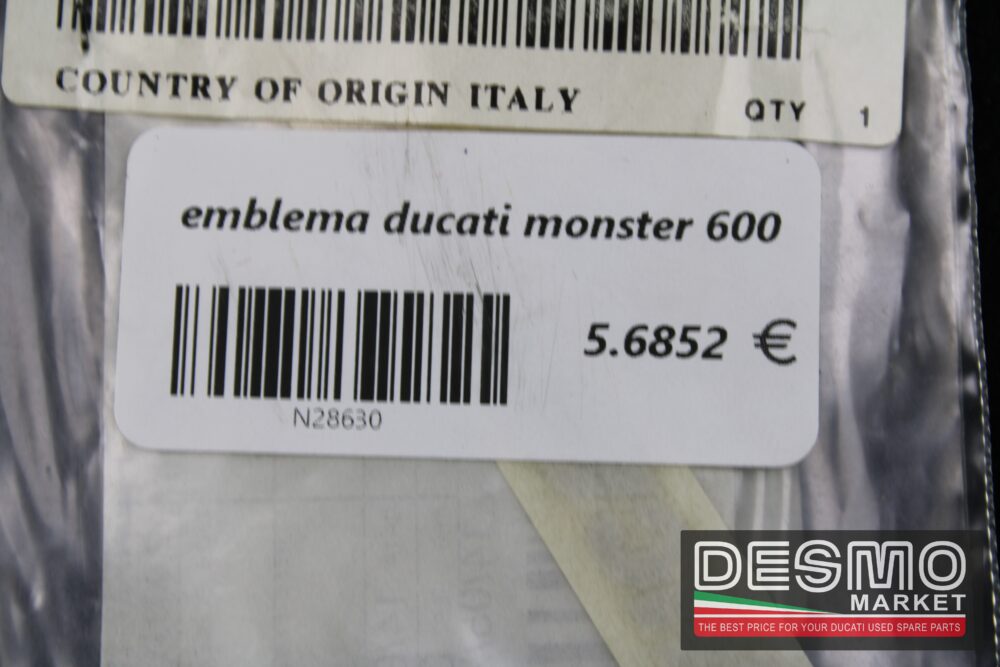 COUNTRY OF ORIGIN ITALY QTY 1
emblema ducati monster 600
5.6852 €
N28630
DESMO
MARKET
THE BEST PRICE FOR YOUR DUCATI USED SPARE PARTS